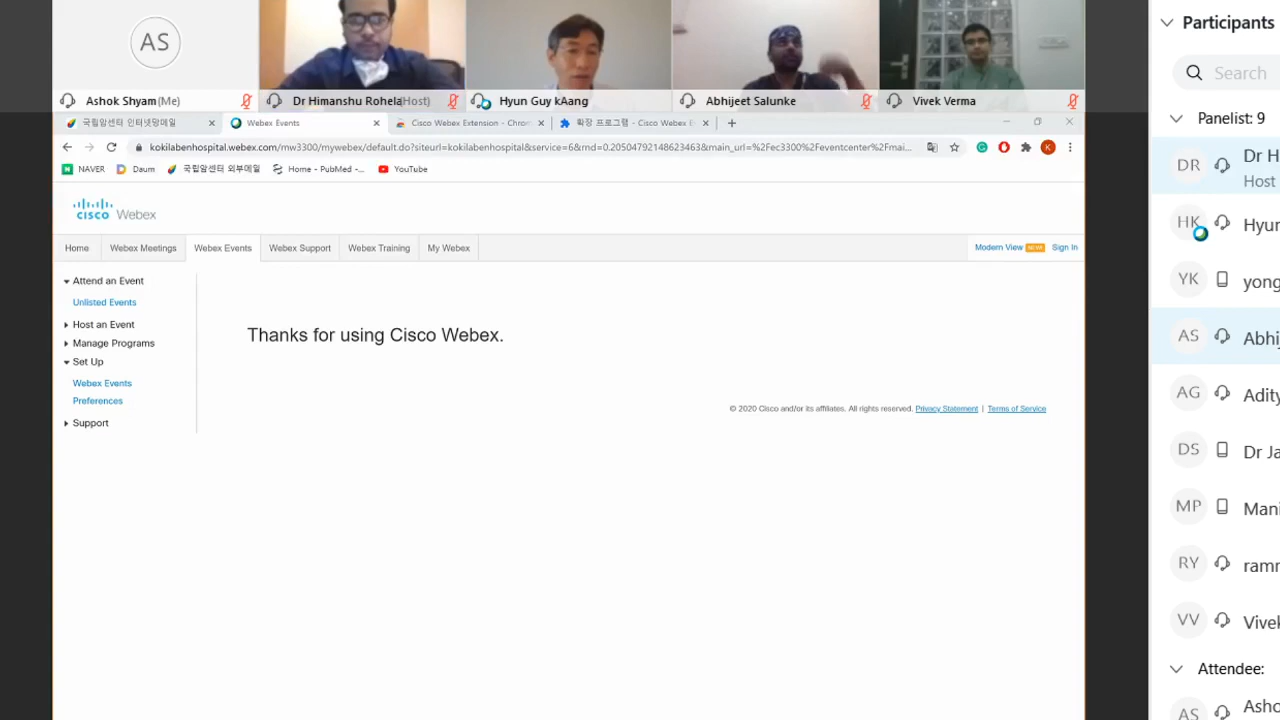 AS
Ashok Shyam(Me)
Dr Himanshu Rohela(Host)
Hyun Guy kAang
Abhijeet Salunke
Vivek Verma
국립암센터 인터넷망메일
Webex Events
Cisco Webex Extension - Chrom
확장 프로그램 - Cisco Webex E
kokilabenhospital.webex.com/mw3300/mywebex/default.do?siteurl=kokilabenhospital&service=6&rnd=0.20504792148623463&main_url=%2Fec3300%2Feventcenter%2Fmai...
K
NAVER
Daum
국립암센터 외부메일
Home - PubMed -...
YouTube
CISCO Webex
Home
Webex Meetings
Webex Events
Webex Support
Webex Training
My Webex
Modern View NEW
Sign In
Attend an Event
Unlisted Events
Host an Event
Manage Programs
Set Up
Webex Events
Preferences
Support
Thanks for using Cisco Webex.
© 2020 Cisco and/or its affiliates. All rights reserved. Privacy Statement | Terms of Service
Participants
Search
Panelist: 9
DR Dr H
Host
HK Hyun
YK yong
AS Abhij
AG Adity
DS Dr Ja
MP Mani
RY ramn
VV Vivek
Attendee:
AS Asho